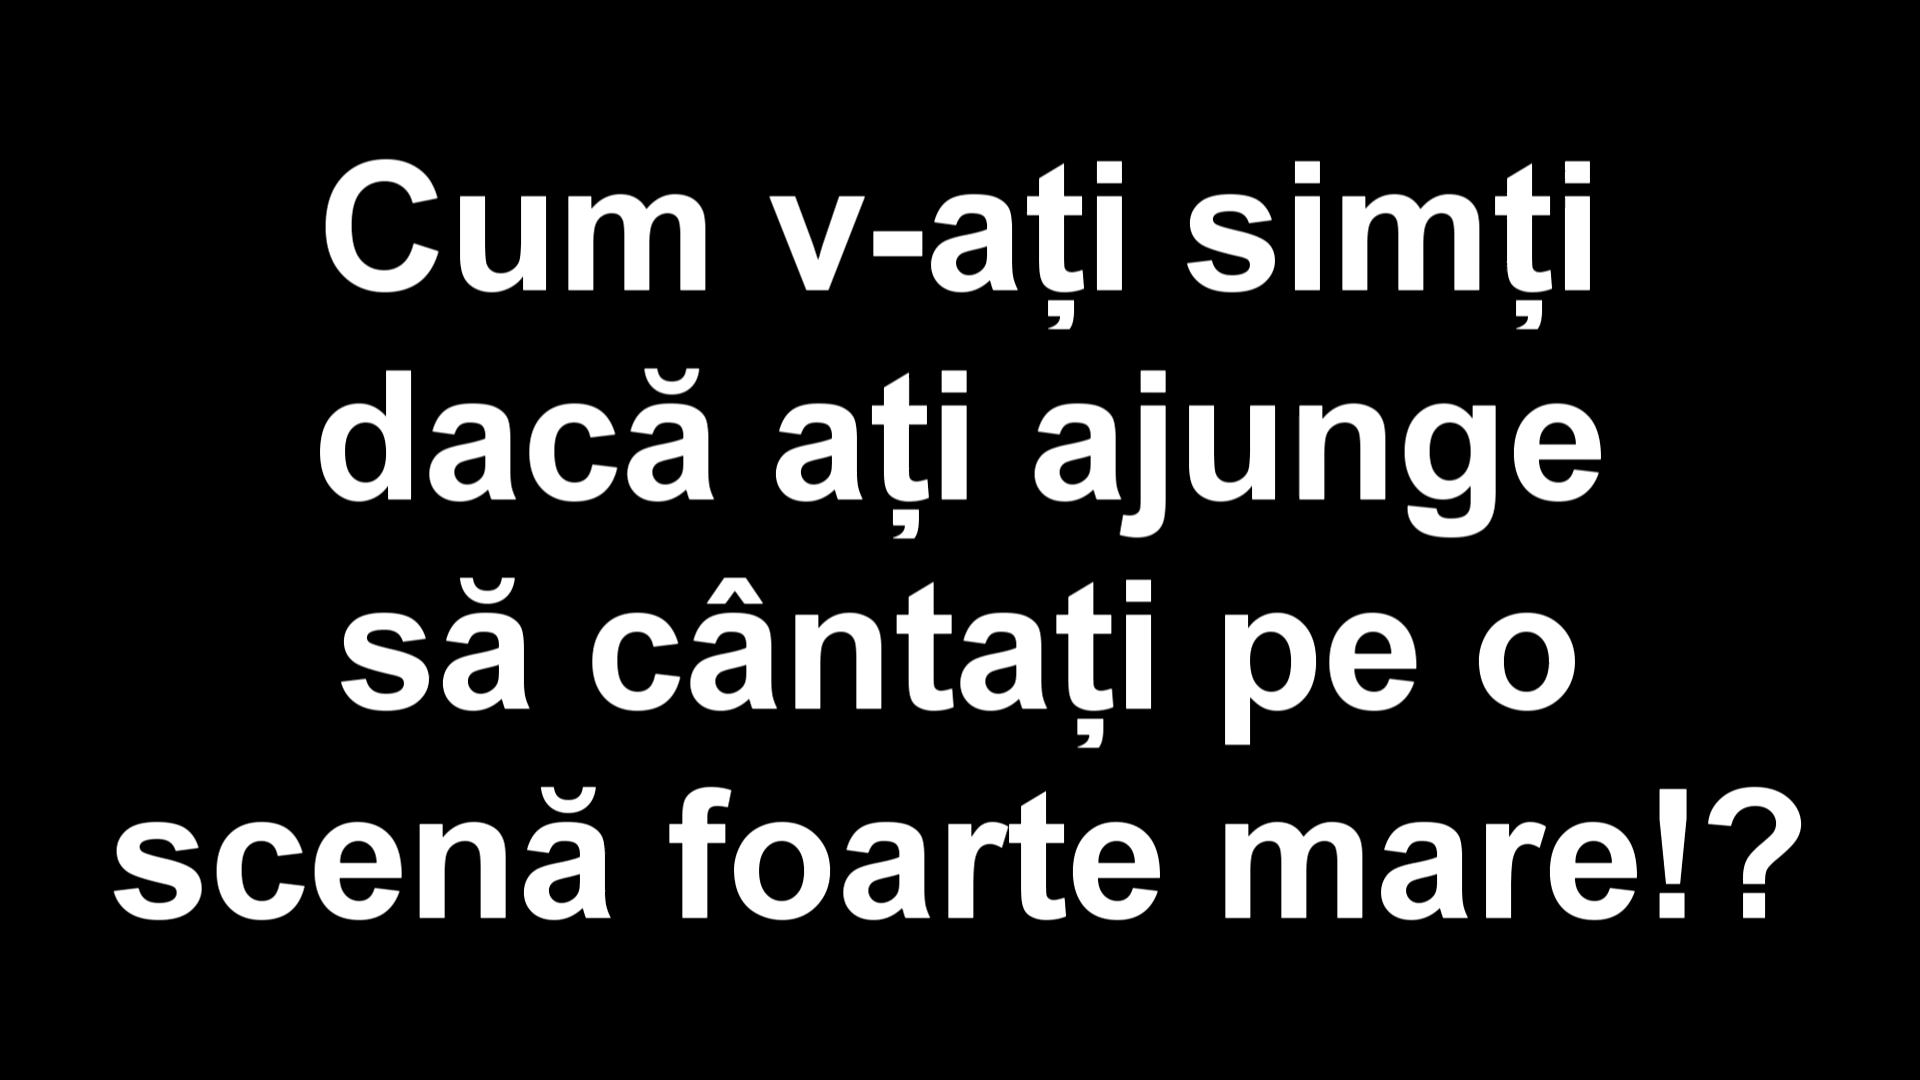 Cum v-ați simți
dacă ați ajunge
să cântați pe o
scenă foarte mare!?